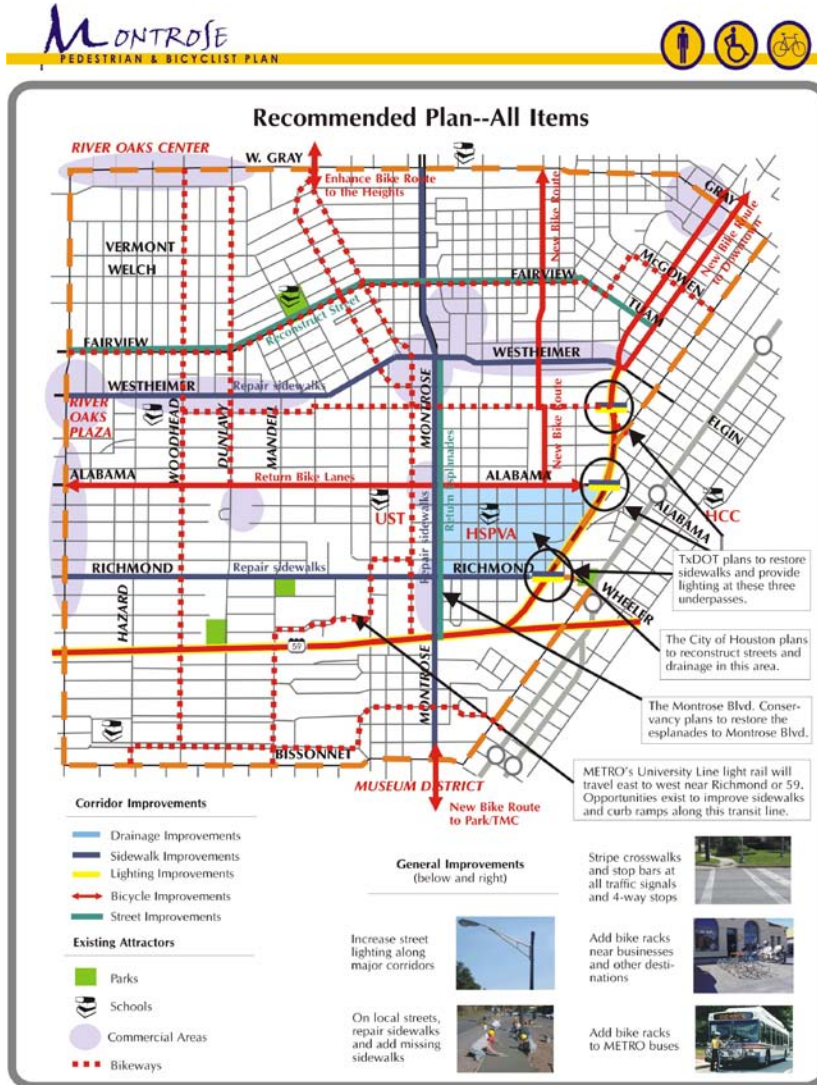 MONTROSE
PEDESTRIAN & BICYCLIST PLAN
Recommended Plan--All Items
RIVER OAKS CENTER
W. GRAY
Enhance Bike Route
to the Heights
New Bike Route
GRAY
New Bike Route
to Dowtown
VERMONT
WELCH
McGOWEN
FAIRVIEW
TUAM
Reconstruct Street
FAIRVIEW
WESTHEIMER
WESTHEIMER
Repair sidewalks
RIVER OAKS
PLAZA
WOODHEAD
DUNLAVY
MANDELL
MONTROSE
New Bike Route
ELGIN
ALABAMA
Return Bike Lanes
ALABAMA
ALABAMA
Return Esplanades
Repair sidewalks
UST
HSPVA
HCC
RICHMOND
Repair sidewalks
RICHMOND
WHEELER
HAZARD
59
MONTROSE
BISSONNET
TxDOT plans to restore
sidewalks and provide
lighting at these three
underpasses.
The City of Houston plans
to reconstruct streets and
drainage in this area.
The Montrose Blvd. Conser-
vancy plans to restore the
esplanades to Montrose Blvd.
METRO's University Line light rail will
travel east to west near Richmond or 59.
Opportunities exist to improve sidewalks
and curb ramps along this transit line.
MUSEUM DISTRICT
New Bike Route
to Park/TMC
Corridor Improvements
Drainage Improvements
Sidewalk Improvements
Lighting Improvements
Bicycle Improvements
Street Improvements
Existing Attractors
Parks
Schools
Commercial Areas
Bikeways
General Improvements
(below and right)
Increase street
lighting along
major corridors
On local streets,
repair sidewalks
and add missing
sidewalks
Stripe crosswalks
and stop bars at
all traffic signals
and 4-way stops
Add bike racks
near businesses
and other desti-
nations
Add bike racks
to METRO buses